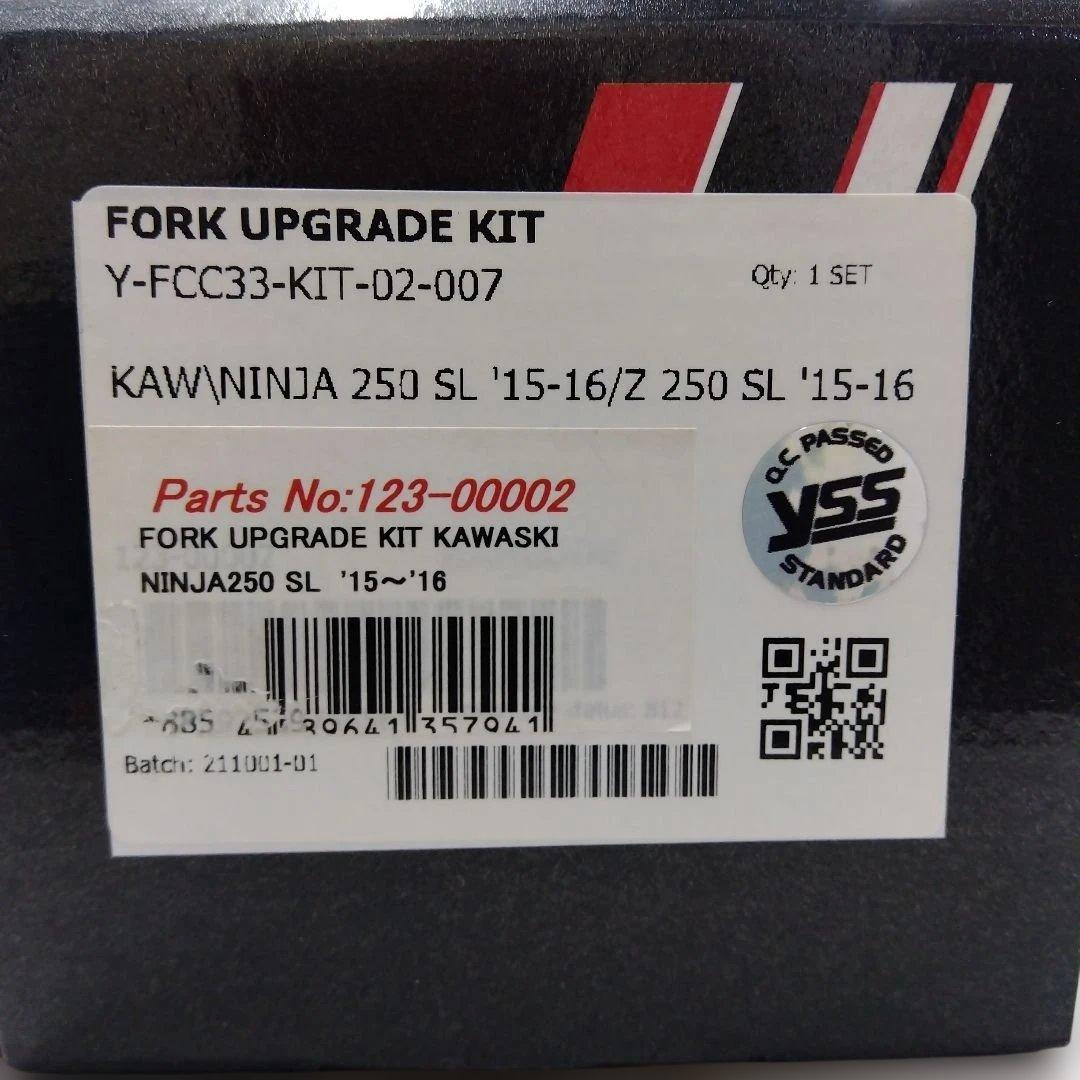 FORK UPGRADE KIT
Y-FCC33-KIT-02-007
Qty: 1 SET
KAW\NINJA 250 SL '15-16/Z 250 SL '15-16
Parts No:123-00002
FORK UPGRADE KIT KAWASKI
NINJA250 SL '15～'16
Q.C PASSED
YSS
STANDARD
39641 357941
Batch: 211001-01